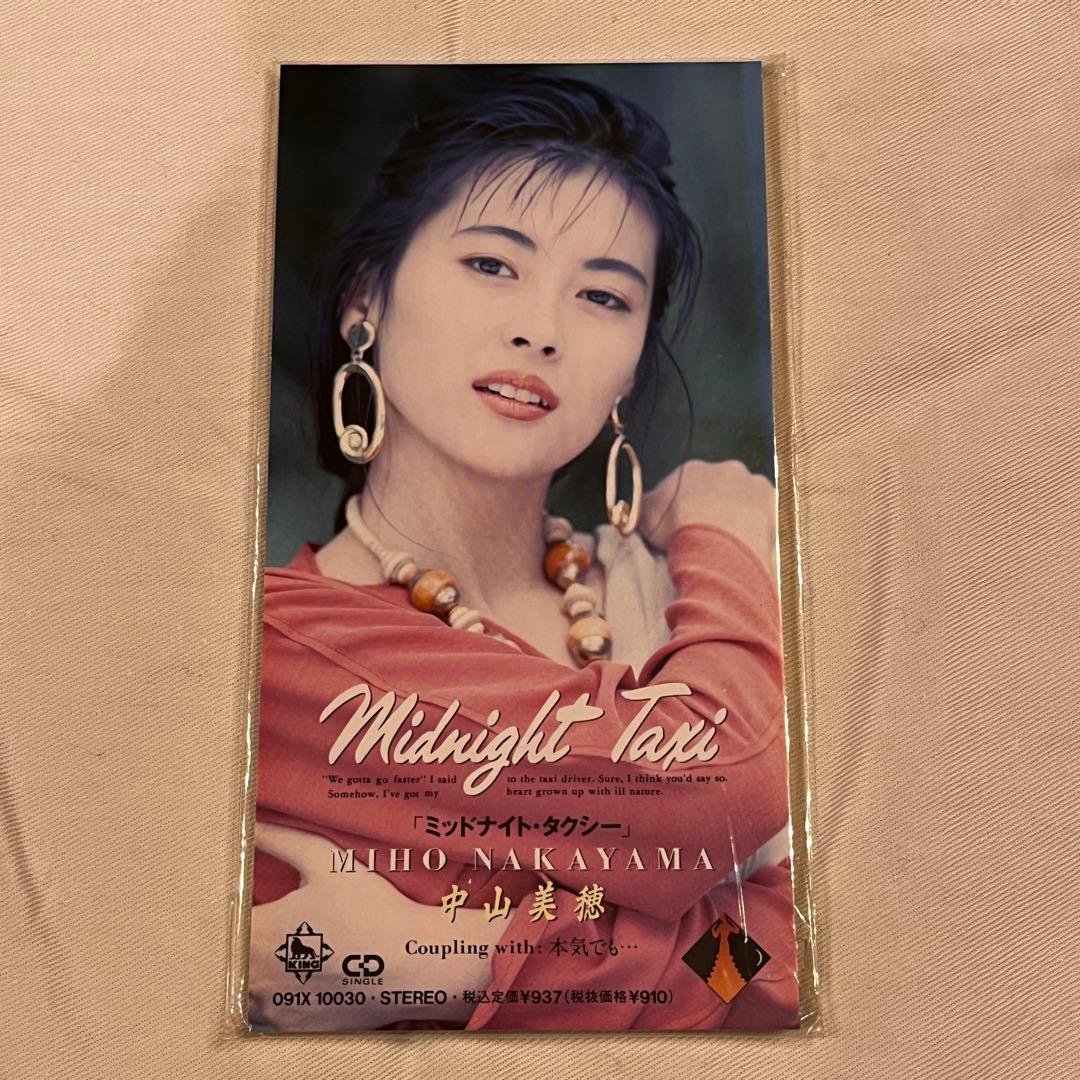 Midnight Taxi
"We gotta go faster" I said to the taxi driver. Sure, I think you'd say so.
Somehow, I've got my heart grown up with ill nature.
「ミッドナイト・タクシー」
MIHO NAKAYAMA
中山美穂
Coupling with: 本気でも…
KING
CD
SINGLE
091X 10030・STEREO・税込定価¥937(税抜価格¥910)